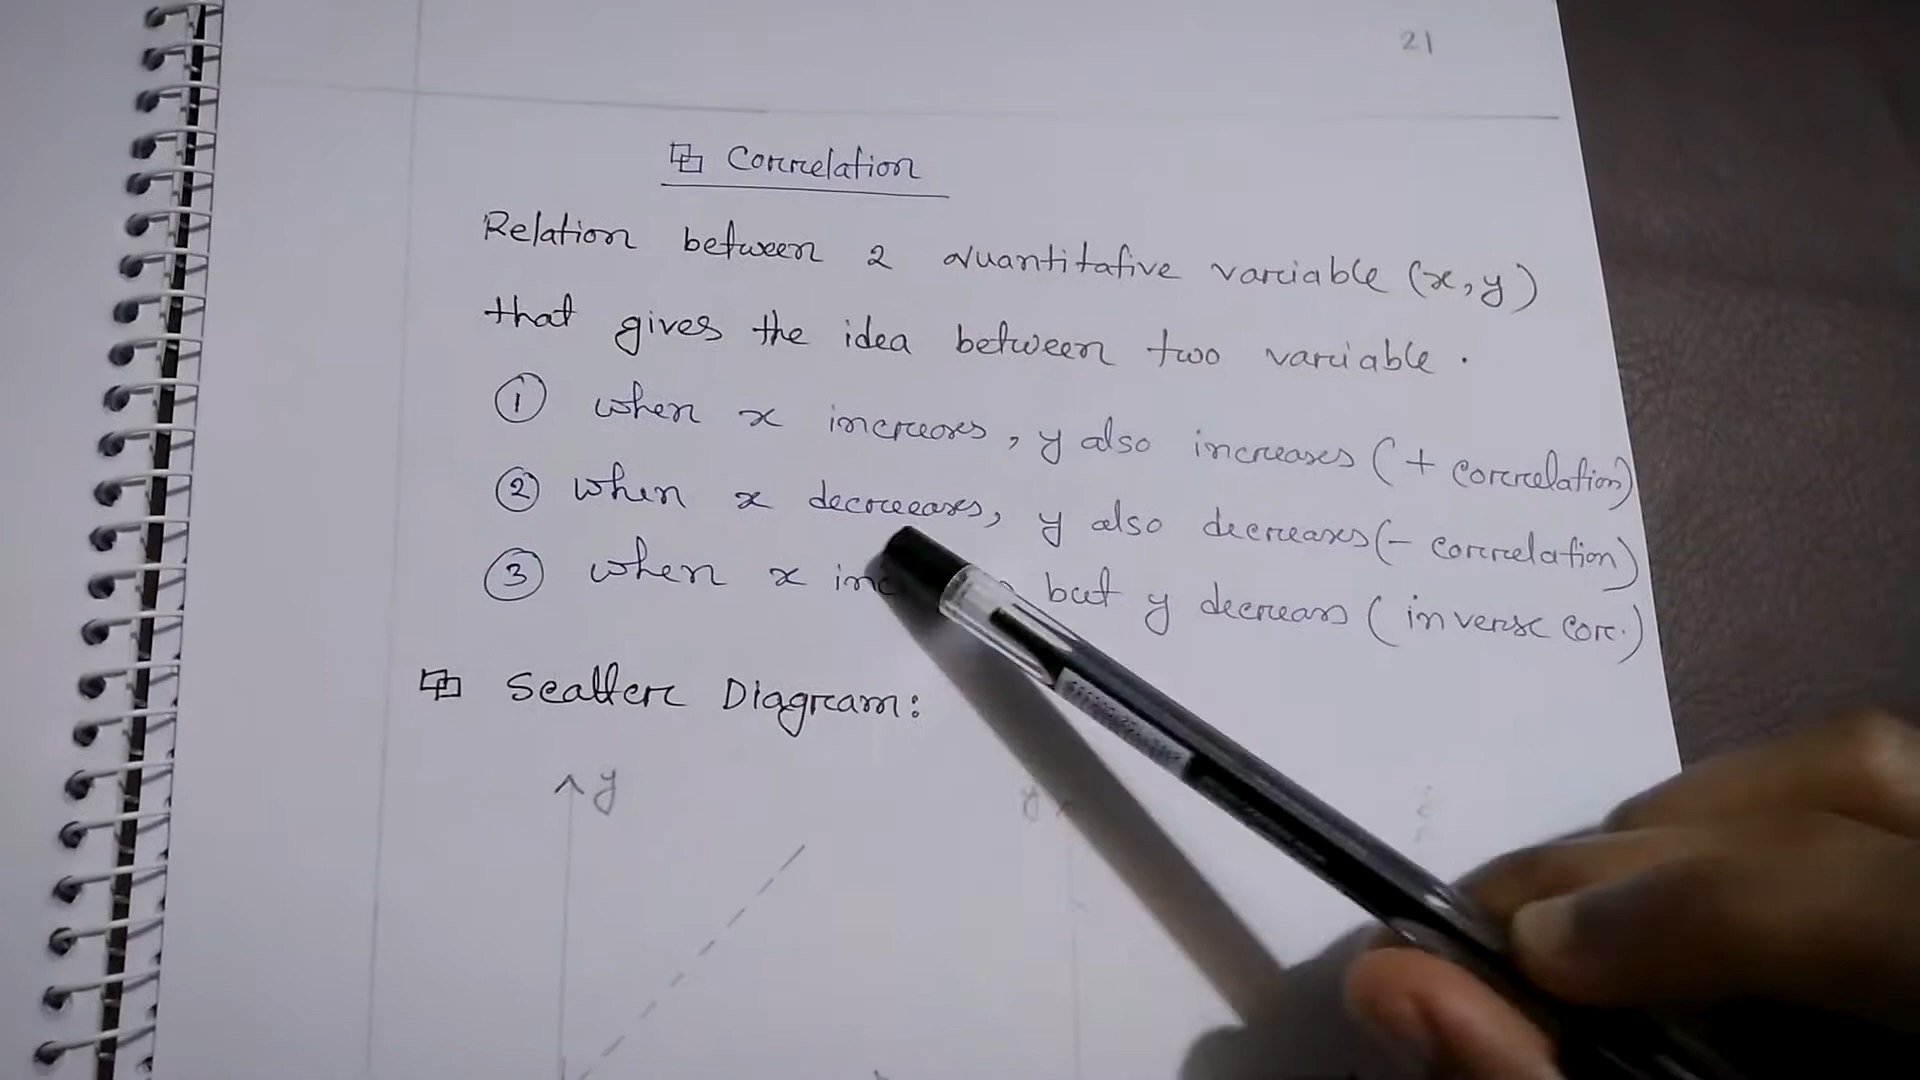 21
Correlation
Relation between 2 quantitative variable (x, y)
that gives the idea between two variable.
① when x increases, y also increases (+ correlation)
② when x decreases, y also decreases (- correlation)
③ when x but y decreases (inverse corr.)
Scatter Diagram:
y